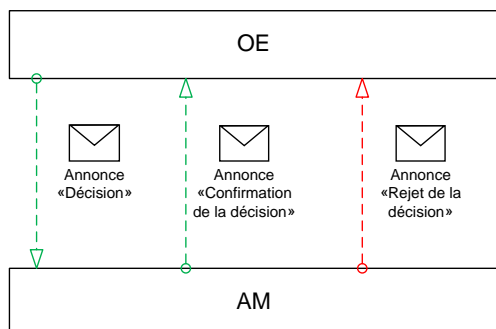 OE
Annonce
«Décision»
Annonce
«Confirmation
de la décision»
Annonce
«Rejet de la
décision»
AM